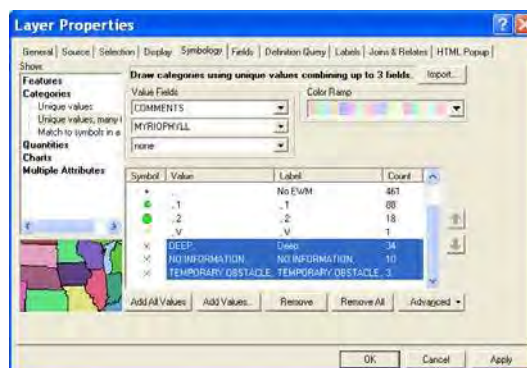 Layer Properties
General Source Selection Display Symbology Fields Definition Query Labels Joins & Relates HTML Popup
Show:
Features
Categories
Unique values
Unique values, many f
Match to symbols in a
Quantities
Charts
Multiple Attributes
Draw categories using unique values combining up to 3 fields.
Import...
Value Fields
Color Ramp
COMMENTS
MYRIOPHYLL
none
Symbol Value Label Count
, No EWM 461
, 1 , 1 88
, 2 , 2 18
, V , V 1
DEEP, Deep 34
NO INFORMATION, NO INFORMATION, 10
TEMPORARY OBSTACLE, TEMPORARY OBSTACLE, 3
Add All Values Add Values... Remove Remove All Advanced
OK Cancel Apply